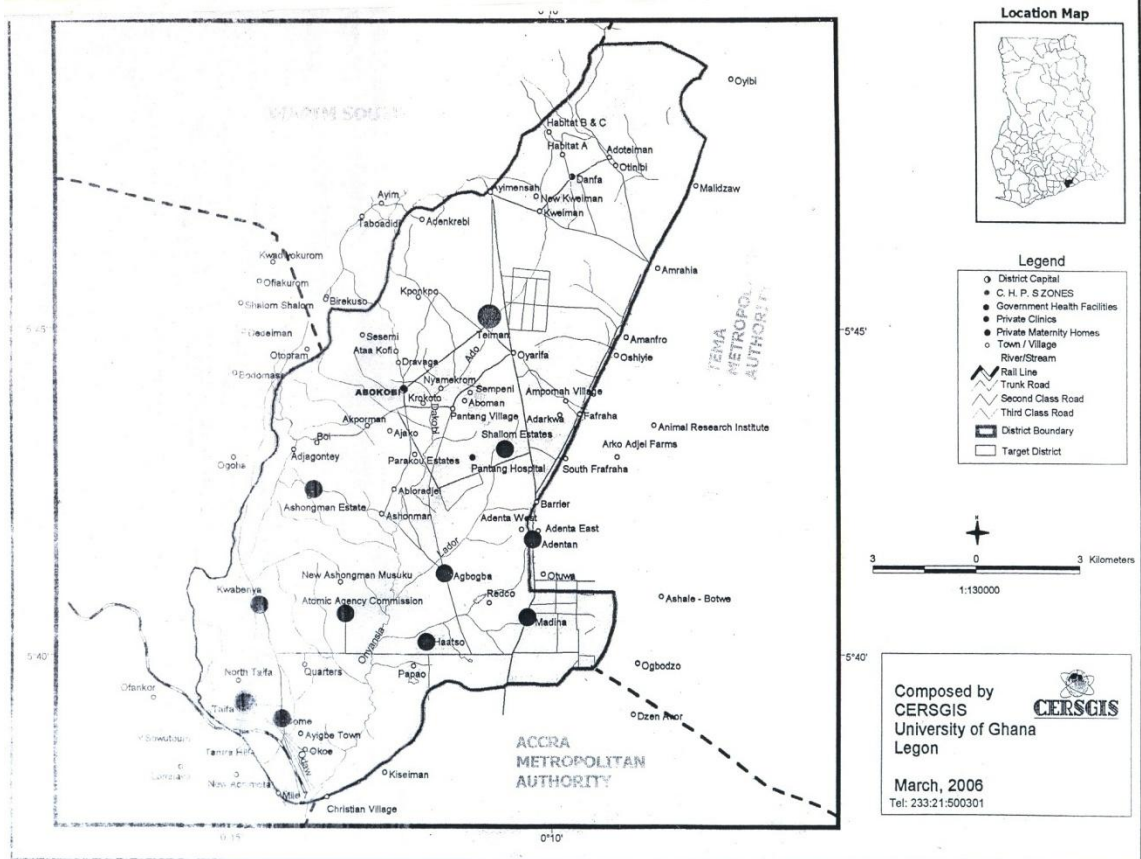 Location Map
Oyibi
Habitat B & C
Habitat A
Adoteiman
Otinibi
Danfa
Malidzaw
Ayimensah
New Kweiman
Kweiman
Ayim
Taboadidi
Adenkrebi
Amrahia
Kwadwokurom
Ofiakurom
Shalom Shalom
Birekuso
Kponkpo
TEMA
METROPOL
AUTHORITY
5°45'
5°45'
Teiman
Amanfro
Sesemi
Ataa Kofi
Otopram
Dravaga
Ado
Oyarifa
Oshiyie
ABOKOBI
Nyamekrom
Sempeni
Ampomah Village
Krokoto
Aboman
Dakobi
Pantang Village
Adarkwa
Fafraha
Akporman
Ajako
Shallom Estates
Animal Research Institute
Boi
Adjagontey
Arko Adjei Farms
Ogoha
Parakou Estates
Pantang Hospital
South Frafraha
Ashongman Estate
Abloradjei
Barrier
Ashonman
Adenta West
Adenta East
Adentan
Lador
New Ashongman Musuku
Agbogba
Otuwa
Kwabenya
Atomic Agency Commission
Redco
Ashale - Botwe
Madina
Haatso
Onyansia
5°40'
5°40'
North Taifa
Quarters
Papao
Ogbodzo
Ofankor
Taifa
Dzen Ayor
Ayigbe Town
Okoe
ACCRA
METROPOLITAN
AUTHORITY
Odaw
Kiseiman
Mile 7
Christian Village
0°10'
Legend
District Capital
C. H. P. S ZONES
Government Health Facilities
Private Clinics
Private Maternity Homes
Town / Village
River/Stream
Rail Line
Trunk Road
Second Class Road
Third Class Road
District Boundary
Target District
N
3 0 3 Kilometers
1:130000
Composed by
CERSGIS
University of Ghana
Legon
CERSGIS
March, 2006
Tel: 233:21:500301